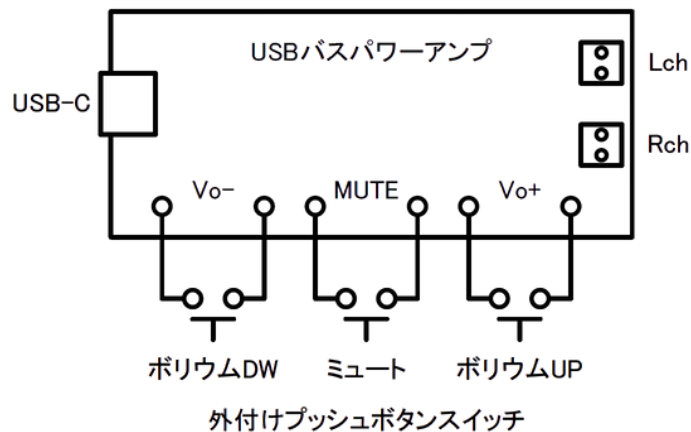 USBバスパワーアンプ
Lch
USB-C
Rch
Vo-
MUTE
Vo+
ボリウムDW
ミュート
ボリウムUP
外付けプッシュボタンスイッチ